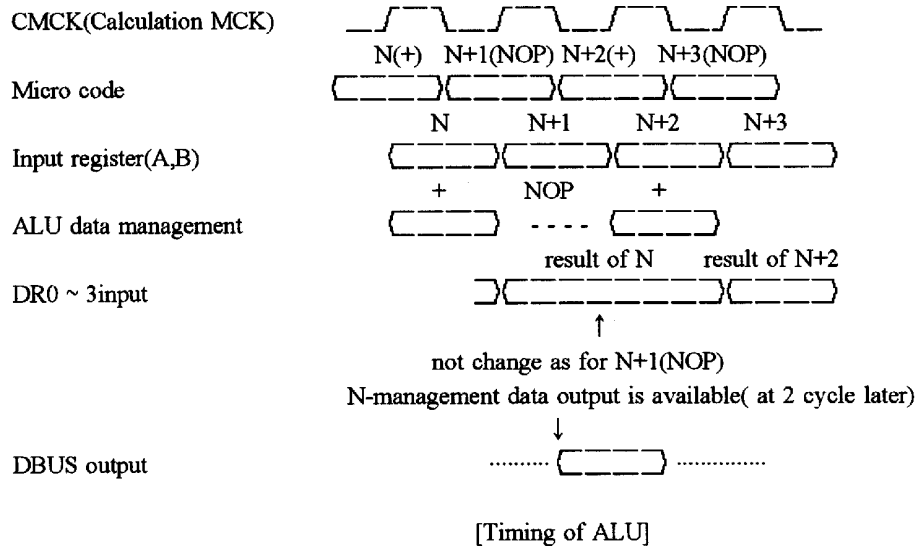 CMCK(Calculation MCK)
N(+) N+1(NOP) N+2(+) N+3(NOP)
Micro code
N N+1 N+2 N+3
Input register(A,B)
+ NOP +
ALU data management
result of N result of N+2
DR0 ~ 3input
not change as for N+1(NOP)
N-management data output is available( at 2 cycle later)
DBUS output
[Timing of ALU]